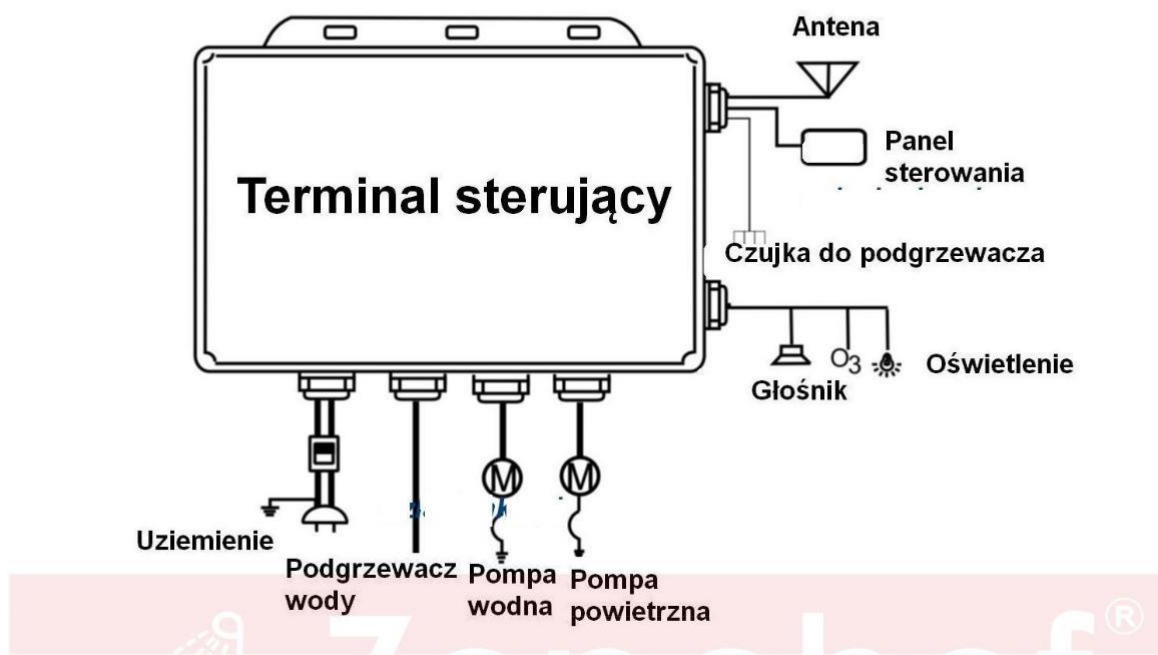 Antena
Panel
sterowania
Terminal sterujący
Czujka do podgrzewacza
O3
Oświetlenie
Głośnik
M
M
Uziemienie
Podgrzewacz
wody
Pompa
wodna
Pompa
powietrzna
®